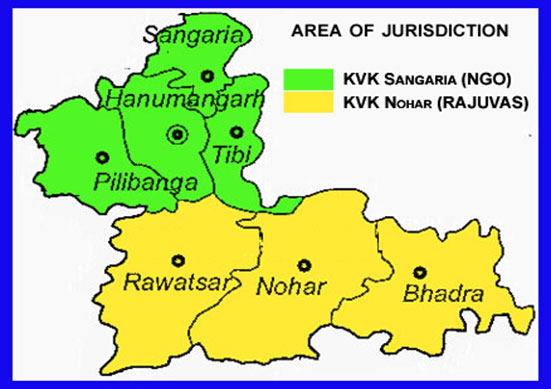 AREA OF JURISDICTION
KVK SANGARIA (NGO)
KVK NOHAR (RAJUVAS)
Sangaria
Hanumangarh
Tibi
Pilibanga
Rawatsar
Nohar
Bhadra